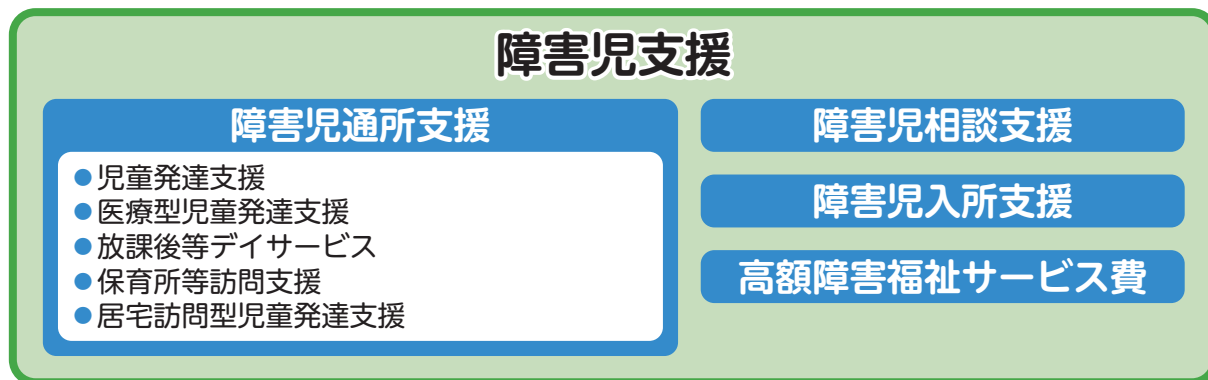 障害児支援
障害児通所支援
●児童発達支援
●医療型児童発達支援
●放課後等デイサービス
●保育所等訪問支援
●居宅訪問型児童発達支援
障害児相談支援
障害児入所支援
高額障害福祉サービス費